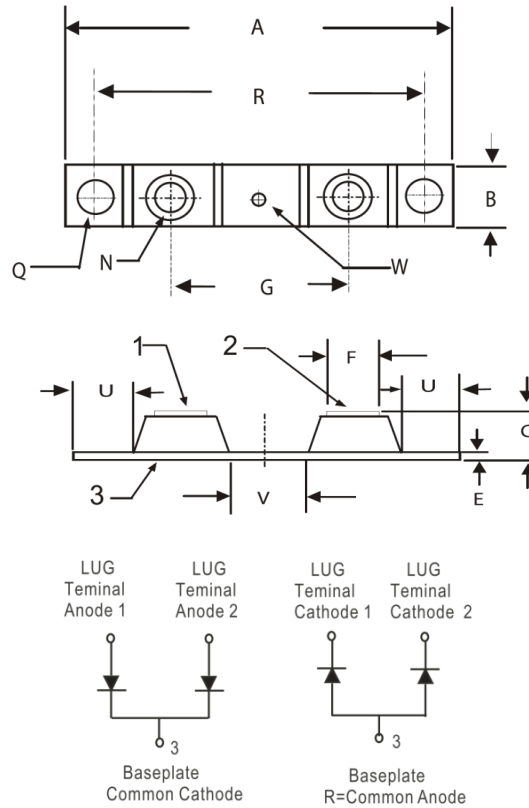 A
R
B
Q
N
G
W
1
2
F
U
U
C
3
V
E
LUG
Teminal
Anode 1
LUG
Teminal
Anode 2
LUG
Teminal
Cathode 1
LUG
Teminal
Cathode 2
3
Baseplate
Common Cathode
3
Baseplate
R=Common Anode